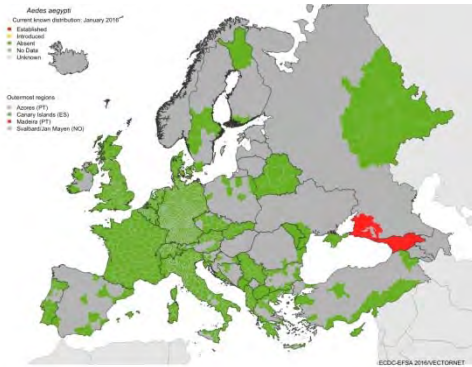 Aedes aegypti
Current known distribution: January 2016
Established
Introduced
Absent
No Data
Unknown
Outermost regions
Azores (PT)
Canary Islands (ES)
Madeira (PT)
Svalbard/Jan Mayen (NO)
ECDC-EFSA 2016/VECTORNET